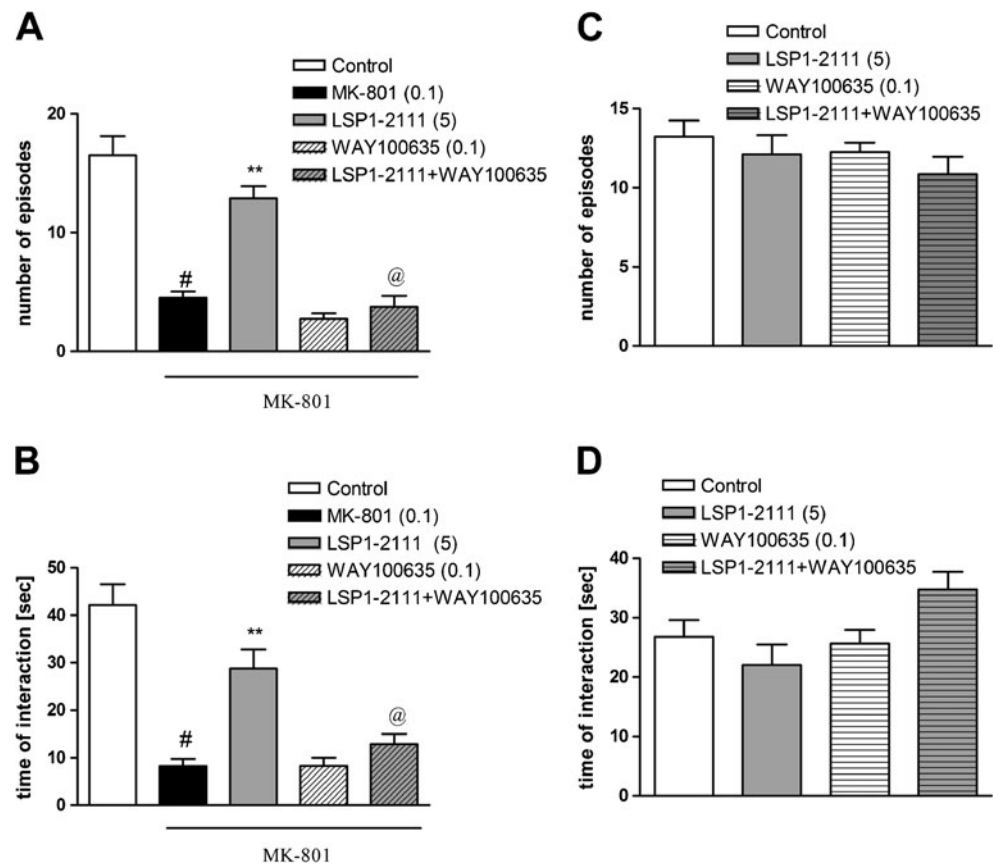 A
Control
MK-801 (0.1)
LSP1-2111 (5)
WAY100635 (0.1)
LSP1-2111+WAY100635
number of episodes
20
10
0
#
**
@
MK-801
B
Control
MK-801 (0.1)
LSP1-2111 (5)
WAY100635 (0.1)
LSP1-2111+WAY100635
time of interaction [sec]
50
40
30
20
10
0
#
**
@
MK-801
C
Control
LSP1-2111 (5)
WAY100635 (0.1)
LSP1-2111+WAY100635
number of episodes
15
10
5
0
D
Control
LSP1-2111 (5)
WAY100635 (0.1)
LSP1-2111+WAY100635
time of interaction [sec]
40
30
20
10
0